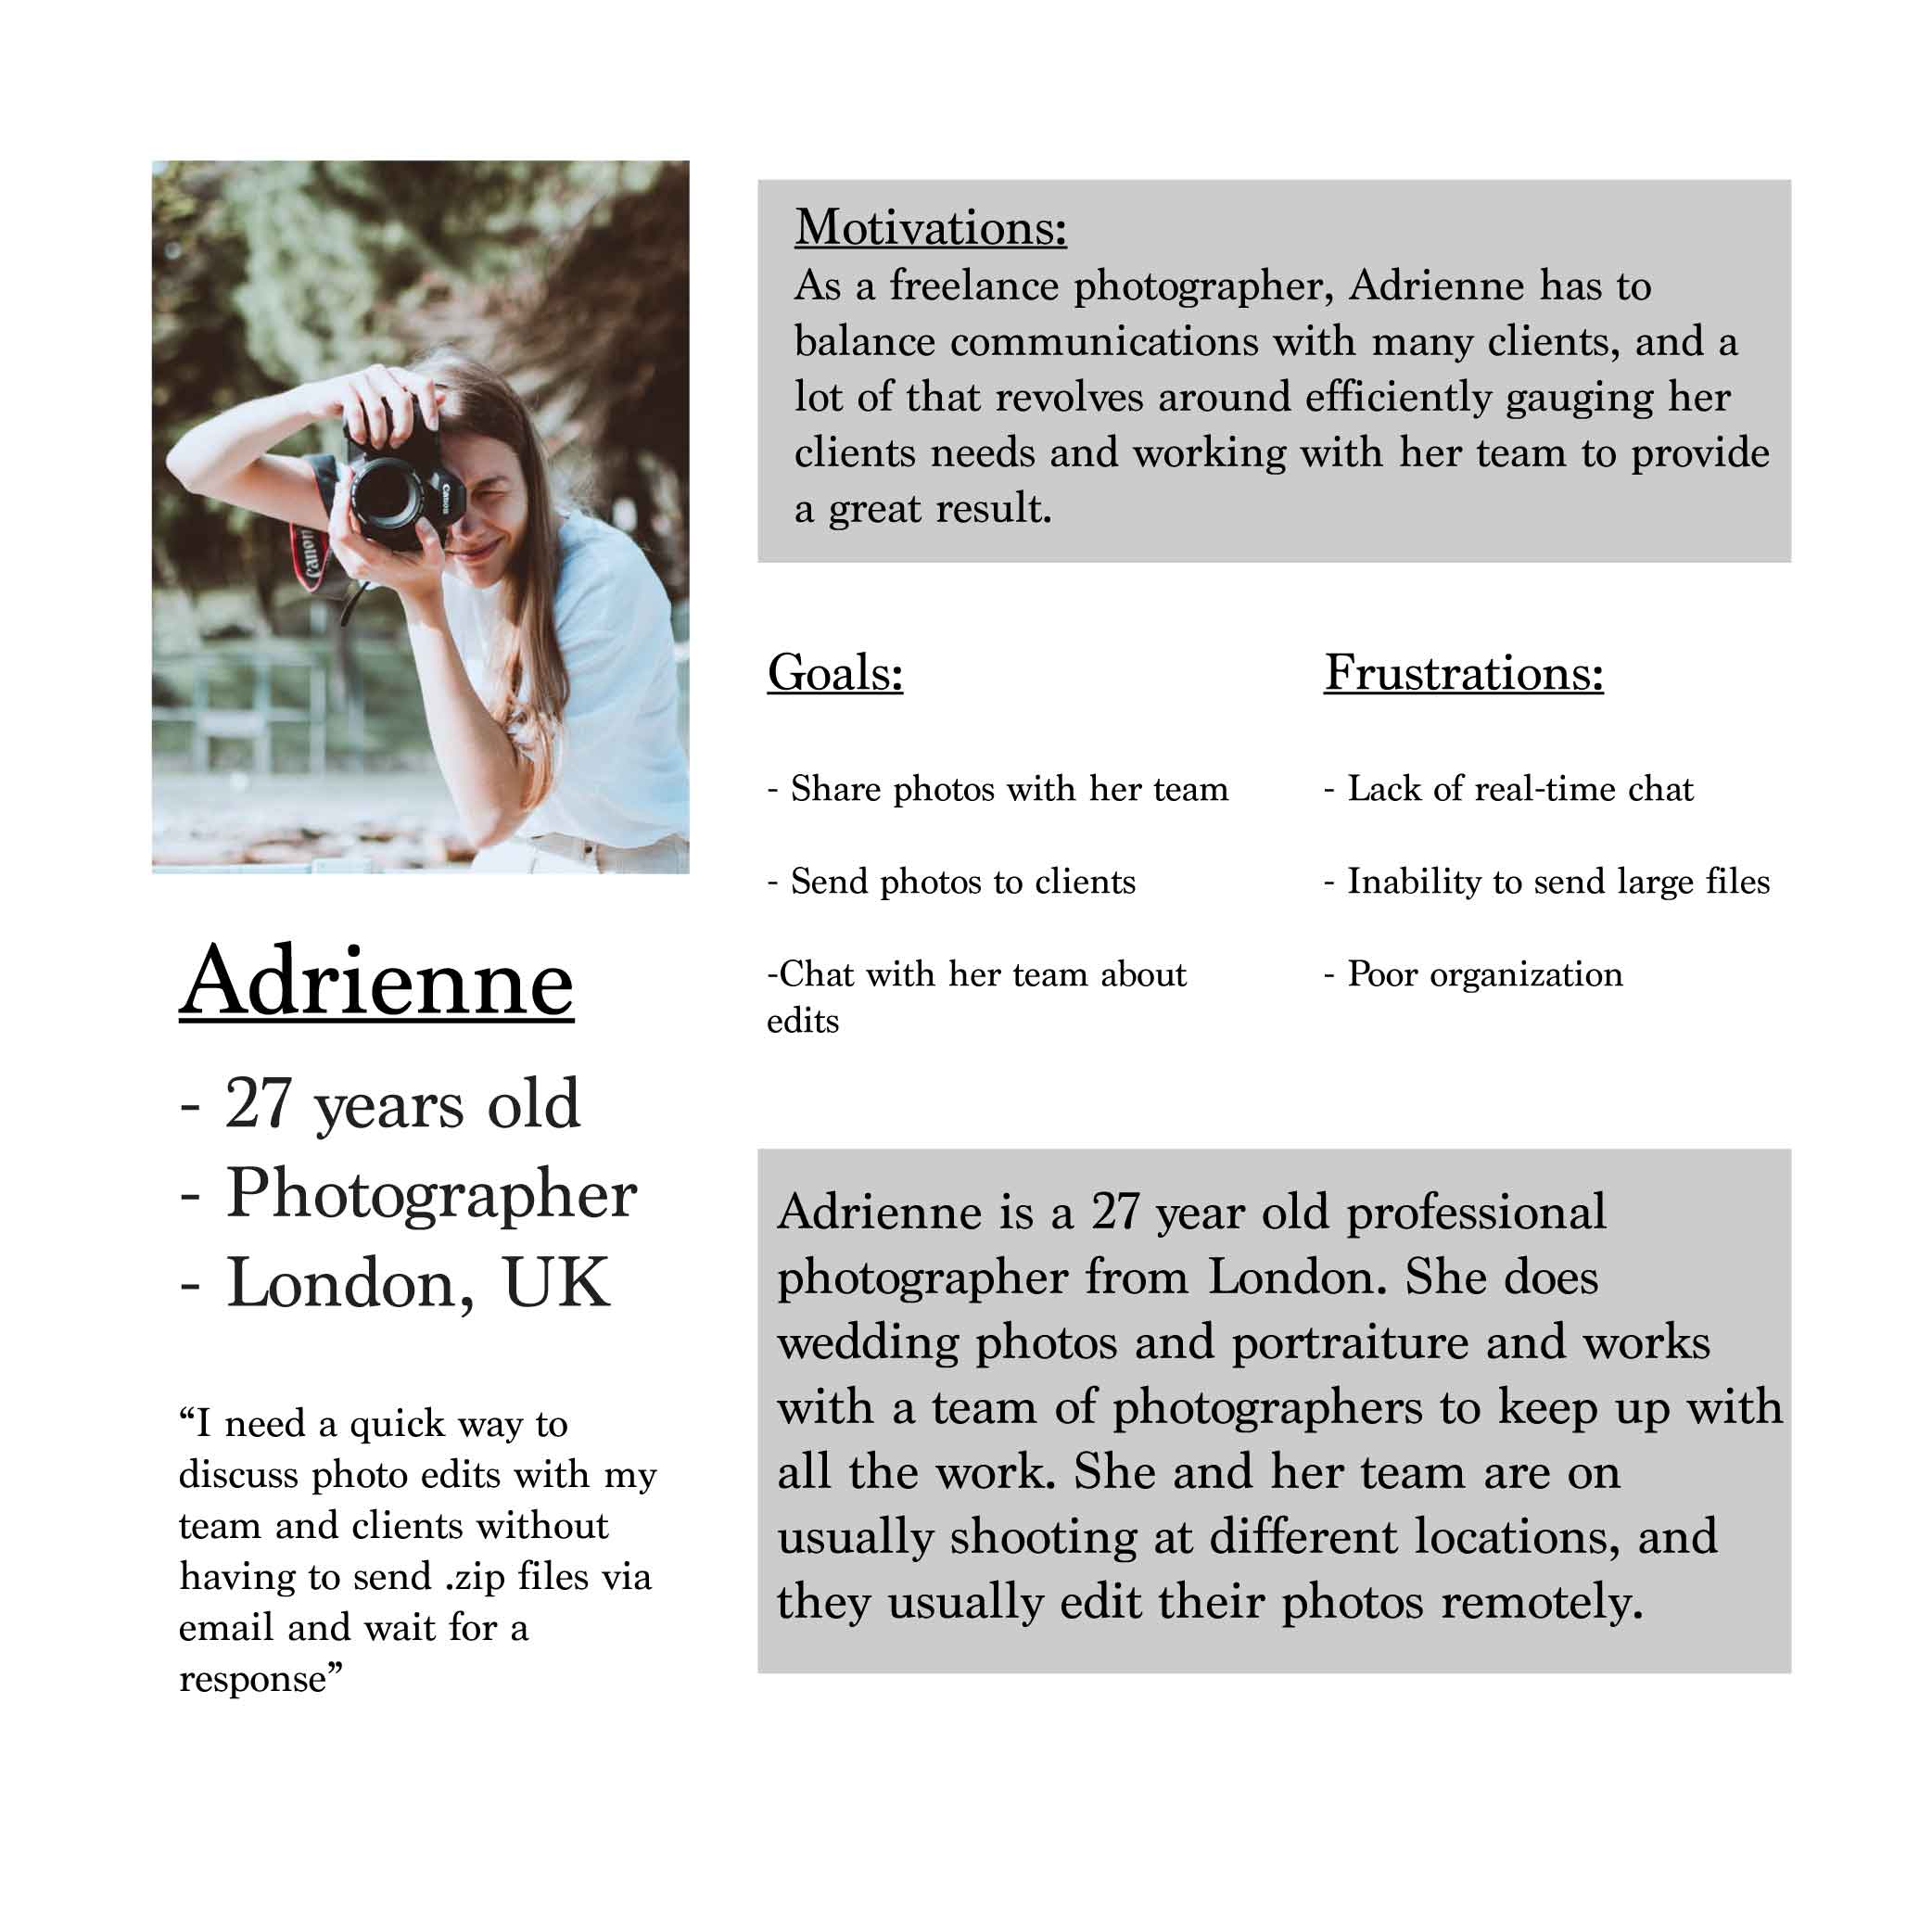 Canon
Canon
Adrienne
- 27 years old
- Photographer
- London, UK
“I need a quick way to
discuss photo edits with my
team and clients without
having to send .zip files via
email and wait for a
response”
Motivations:
As a freelance photographer, Adrienne has to
balance communications with many clients, and a
lot of that revolves around efficiently gauging her
clients needs and working with her team to provide
a great result.
Goals:
- Share photos with her team
- Send photos to clients
-Chat with her team about
edits
Frustrations:
- Lack of real-time chat
- Inability to send large files
- Poor organization
Adrienne is a 27 year old professional
photographer from London. She does
wedding photos and portraiture and works
with a team of photographers to keep up with
all the work. She and her team are on
usually shooting at different locations, and
they usually edit their photos remotely.